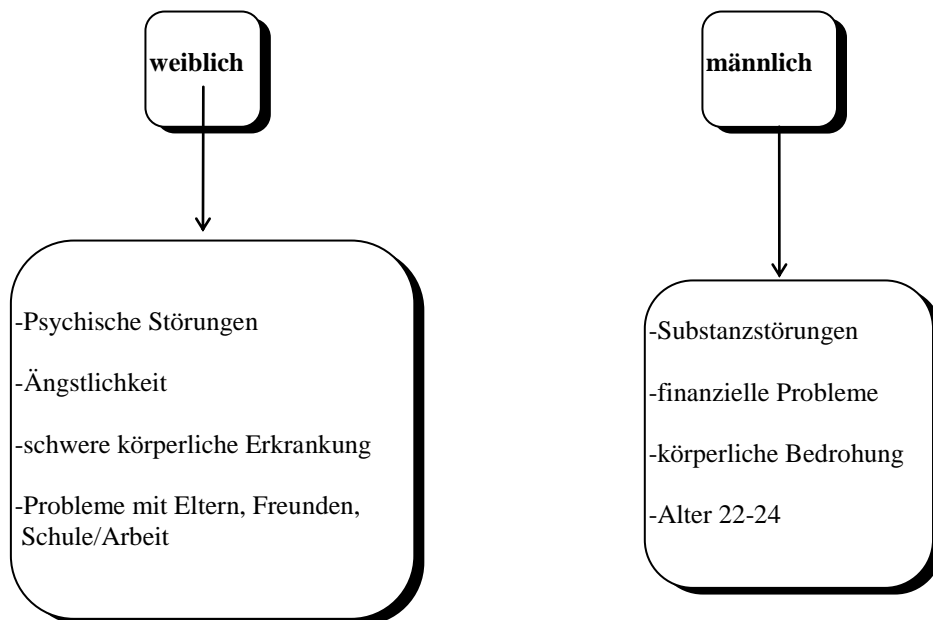 weiblich
männlich
-Psychische Störungen
-Ängstlichkeit
-schwere körperliche Erkrankung
-Probleme mit Eltern, Freunden,
Schule/Arbeit
-Substanzstörungen
-finanzielle Probleme
-körperliche Bedrohung
-Alter 22-24